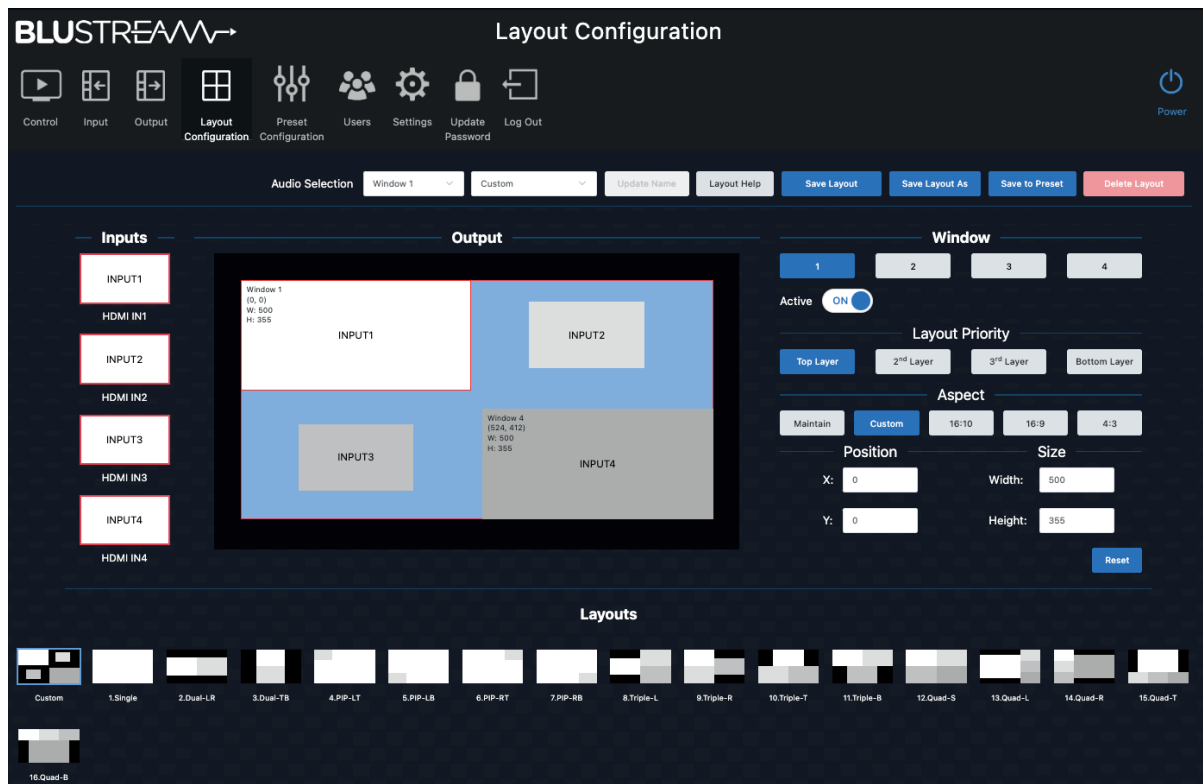 BLUSTREAM
Layout Configuration
Control
Input
Output
Layout
Configuration
Preset
Configuration
Users
Settings
Update
Password
Log Out
Power
Audio Selection
Window 1
Custom
Update Name
Layout Help
Save Layout
Save Layout As
Save to Preset
Delete Layout
Inputs
INPUT1
HDMI IN1
INPUT2
HDMI IN2
INPUT3
HDMI IN3
INPUT4
HDMI IN4
Output
Window 1
(0, 0)
W: 500
H: 355
INPUT1
INPUT2
INPUT3
Window 4
(524, 412)
W: 500
H: 355
INPUT4
Window
1
2
3
4
Active
ON
Layout Priority
Top Layer
2nd Layer
3rd Layer
Bottom Layer
Aspect
Maintain
Custom
16:10
16:9
4:3
Position
Size
X:
0
Width:
500
Y:
0
Height:
355
Reset
Layouts
Custom
1.Single
2.Dual-LR
3.Dual-TB
4.PIP-LT
5.PIP-LB
6.PIP-RT
7.PIP-RB
8.Triple-L
9.Triple-R
10.Triple-T
11.Triple-B
12.Quad-S
13.Quad-L
14.Quad-R
15.Quad-T
16.Quad-B